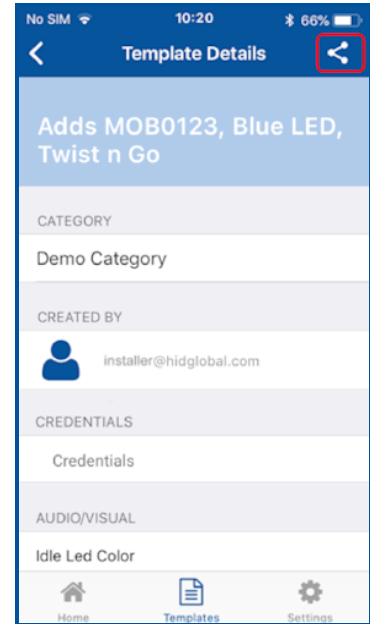 No SIM 10:20 66%
Template Details
Adds MOB0123, Blue LED,
Twist n Go
CATEGORY
Demo Category
CREATED BY
installer@hidglobal.com
CREDENTIALS
Credentials
AUDIO/VISUAL
Idle Led Color
Home Templates Settings